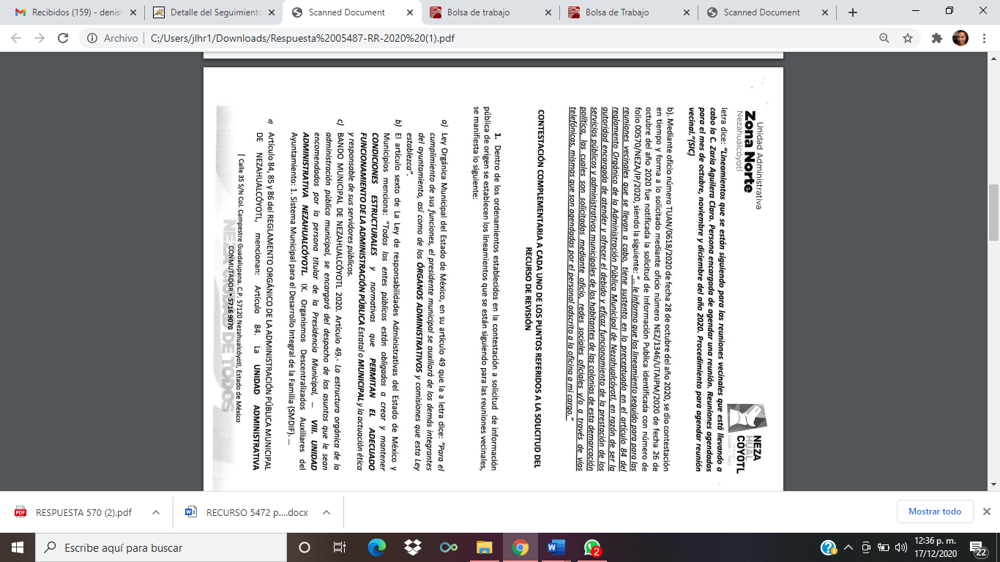 Recibidos (159) - denish
Detalle del Seguimiento
Scanned Document
Bolsa de trabajo
Bolsa de Trabajo
Scanned Document
Archivo
C:/Users/jlhr1/Downloads/Respuesta%2005487-RR-2020%20(1).pdf
Unidad Administrativa
Zona Norte
Nezahualcóyotl
NEZA
HUAL
CÓYOTL
Ciudad Todos
letra dice: "Lineamientos que se están siguiendo para las reuniones vecinales que está llevando a
cabo la C. Zaria Aguilera Claro. Persona encargada de agendar una reunión. Reuniones agendadas
para el mes de octubre, noviembre y diciembre del año 2020. Procedimiento para agendar reunión
vecinal."(SIC)
b). Mediante oficio número TUAN/0618/2020 de fecha 28 de octubre del año 2020, se dio contestación
en tiempo y forma a lo solicitado mediante oficio número NEZ/1346/UTAIPM/2020 de fecha 26 de
octubre del año 2020 fue notificada la solicitud de Información Publica identificada con número de
folio 00570/NEZA/IP/2020, siendo la siguiente: "... le informo que los lineamiento seguido para para las
reuniones vecinales que se llevan a cabo, tiene sustento en lo preceptuado en el artículo 84 del
reglamento Orgánico de la Administración Pública Municipal de Nezahualcóyotl, en razón de ser la
autoridad encargada de atender y ofrecer el debido y eficaz funcionamiento de la prestación de los
servicios públicos y administrativos municipales de los habitantes de las colonias de esta demarcación
política, las cuales son solicitadas mediante oficio, redes sociales oficiales y/o a través de vías
telefónicas, mismas que son agendadas por el personal adscrito a la oficina a mi cargo."
CONTESTACIÓN COMPLEMENTARIA A CADA UNO DE LOS PUNTOS REFERIDOS A LA SOLICITUD DEL
RECURSO DE REVISIÓN
1. Dentro de los ordenamientos establecidos en la contestación a solicitud de información
pública de origen se establecen los lineamientos que se están siguiendo para las reuniones vecinales,
se manifiesta lo siguiente:
a) Ley Orgánica Municipal del Estado de México, en su artículo 49 que la a letra dice: "Para el
cumplimiento de sus funciones, el presidente municipal se auxiliará de los demás integrantes
del ayuntamiento, así como de los ÓRGANOS ADMINISTRATIVOS y comisiones que esta Ley
establezca".
b) El artículo sexto de La Ley de responsabilidades Administrativas del Estado de México y
Municipios menciona: "Todos los entes públicos están obligados a crear y mantener
CONDICIONES ESTRUCTURALES y normativas que PERMITAN EL ADECUADO
FUNCIONAMIENTO DE LA ADMINISTRACIÓN PÚBLICA Estatal o MUNICIPAL y la actuación ética
y responsable de sus servidores públicos.
c) BANDO MUNICIPAL DE NEZAHUALCÓYOTL 2020. Artículo 49.- La estructura orgánica de la
administración pública municipal, se encargará del despacho de los asuntos que le sean
encomendados por la persona titular de la Presidencia Municipal, ... VIII. UNIDAD
ADMINISTRATIVA NEZAHUALCÓYOTL. IX. Organismos Descentralizados Auxiliares del
Ayuntamiento: 1. Sistema Municipal para el Desarrollo Integral de la Familia (SMDIF). ...
d) Artículo 84, 85 y 86 del REGLAMENTO ORGÁNICO DE LA ADMINISTRACIÓN PÚBLICA MUNICIPAL
DE NEZAHUALCÓYOTL, mencionan: Artículo 84. La UNIDAD ADMINISTRATIVA
| Calle 35 S/N Col. Campestre Guadalupana. C.P. 57120 Nezahualcóyotl, Estado de México
CONMUTADOR • 5716 9070
NEZA CIUDAD DE TODOS
RESPUESTA 570 (2).pdf
RECURSO 5472 p....docx
Mostrar todo
Escribe aquí para buscar
2
12:36 p. m.
17/12/2020
22